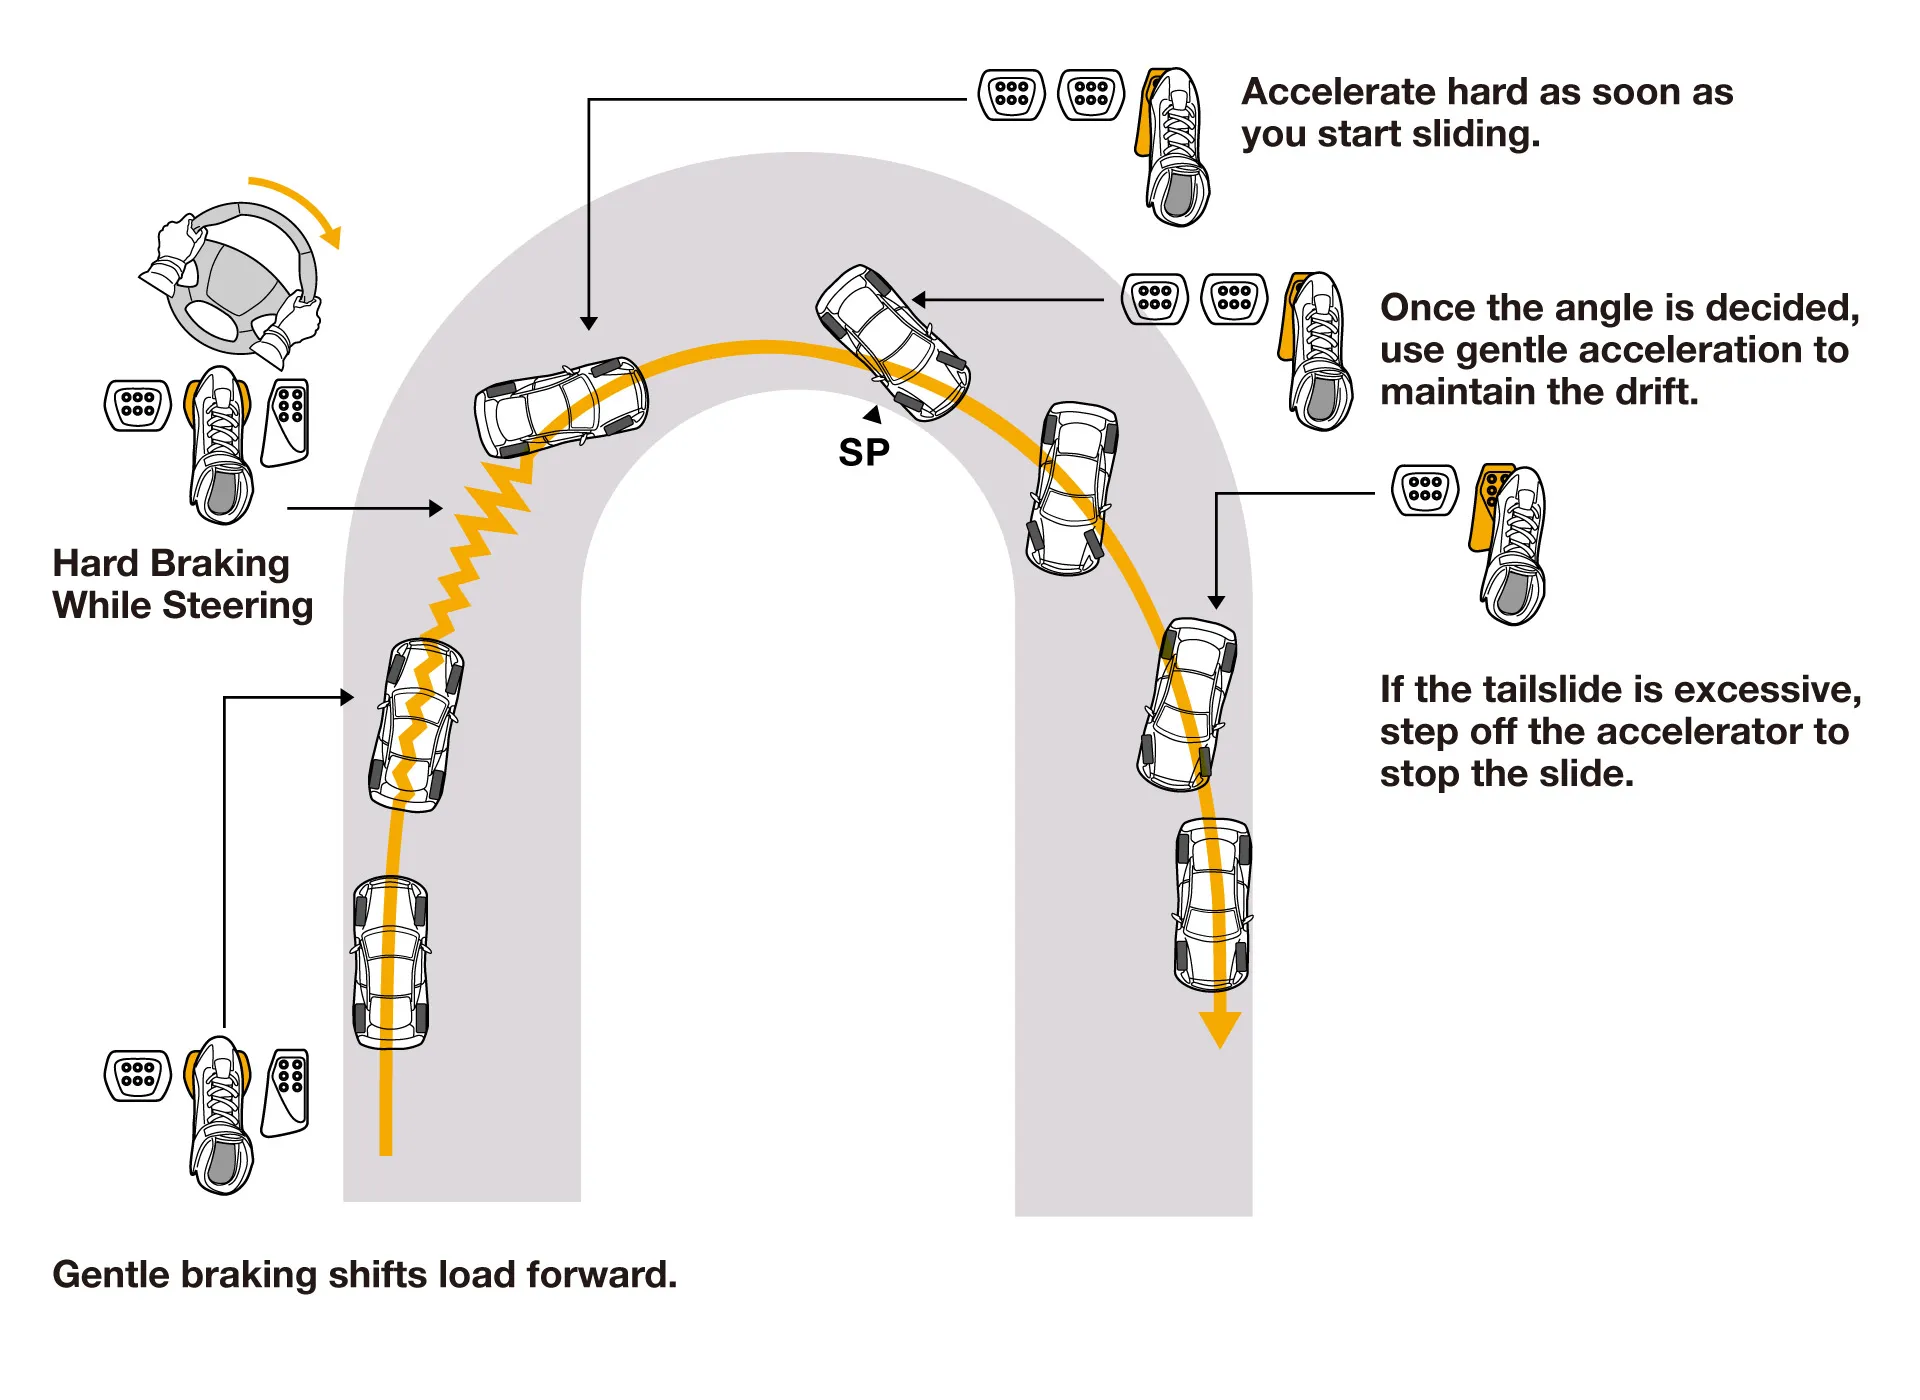 Accelerate hard as soon as
you start sliding.
Once the angle is decided,
use gentle acceleration to
maintain the drift.
SP
Hard Braking
While Steering
If the tailslide is excessive,
step off the accelerator to
stop the slide.
Gentle braking shifts load forward.